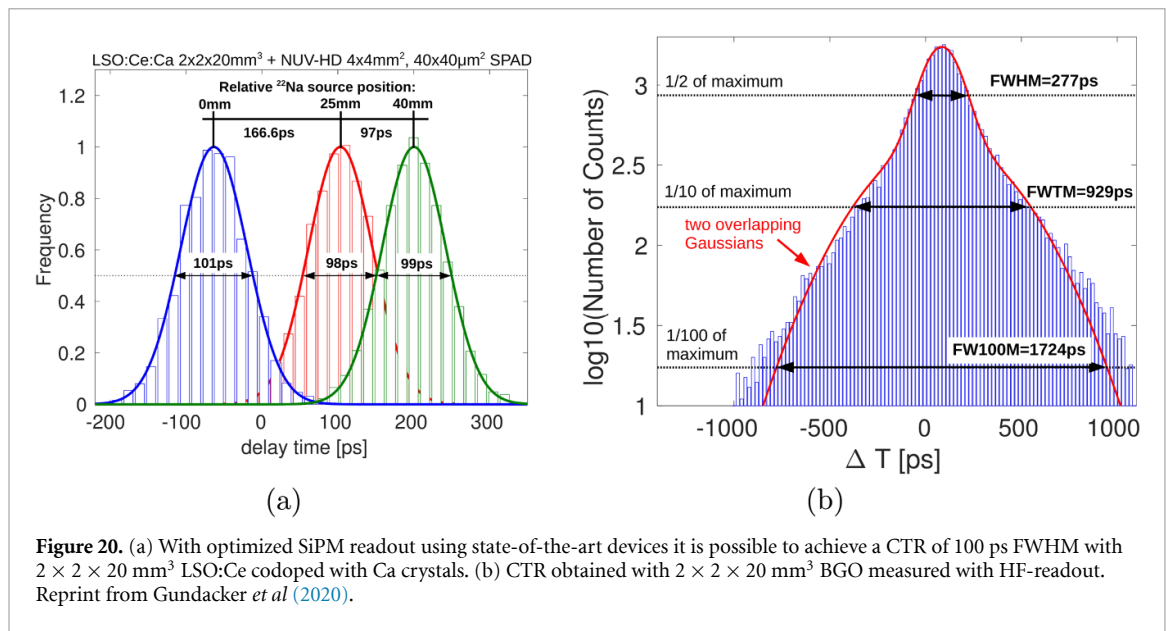 LSO:Ce:Ca 2x2x20mm³ + NUV-HD 4x4mm², 40x40μm² SPAD
Relative ²²Na source position:
0mm 25mm 40mm
166.6ps 97ps
101ps 98ps 99ps
Frequency
1.2
1
0.8
0.6
0.4
0.2
0
-200 -100 0 100 200 300
delay time [ps]
(a)
log10(Number of Counts)
3
2.5
2
1.5
1
1/2 of maximum
FWHM=277ps
1/10 of maximum
FWTM=929ps
two overlapping
Gaussians
1/100 of
maximum
FW100M=1724ps
-1000 -500 0 500 1000
Δ T [ps]
(b)
Figure 20. (a) With optimized SiPM readout using state-of-the-art devices it is possible to achieve a CTR of 100 ps FWHM with
2 × 2 × 20 mm³ LSO:Ce codoped with Ca crystals. (b) CTR obtained with 2 × 2 × 20 mm³ BGO measured with HF-readout.
Reprint from Gundacker et al (2020).